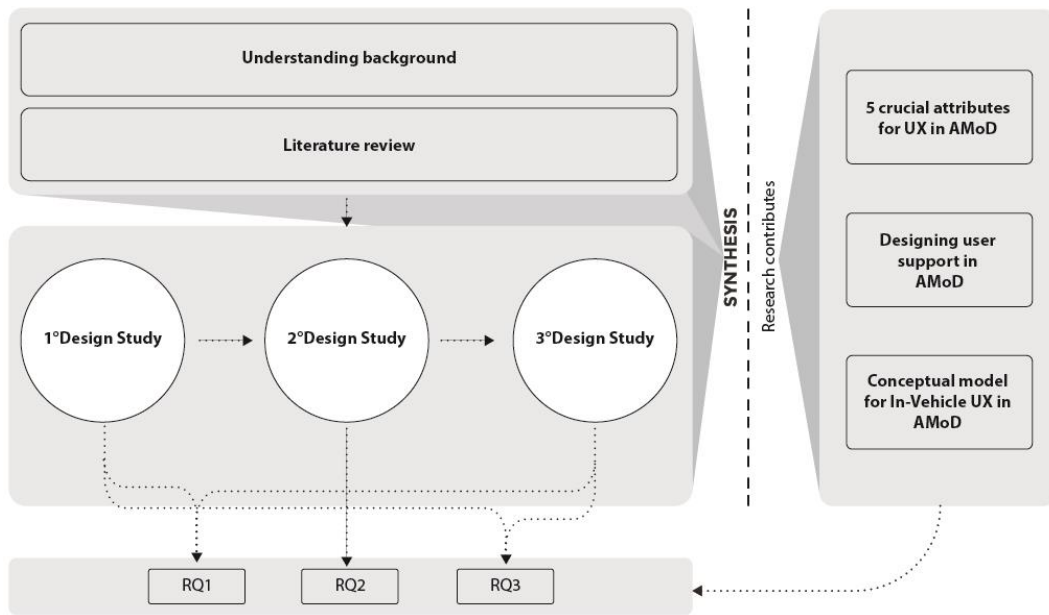 Understanding background
Literature review
1°Design Study
2°Design Study
3°Design Study
SYNTHESIS
Research contributes
5 crucial attributes
for UX in AMoD
Designing user
support in
AMoD
Conceptual model
for In-Vehicle UX in
AMoD
RQ1
RQ2
RQ3